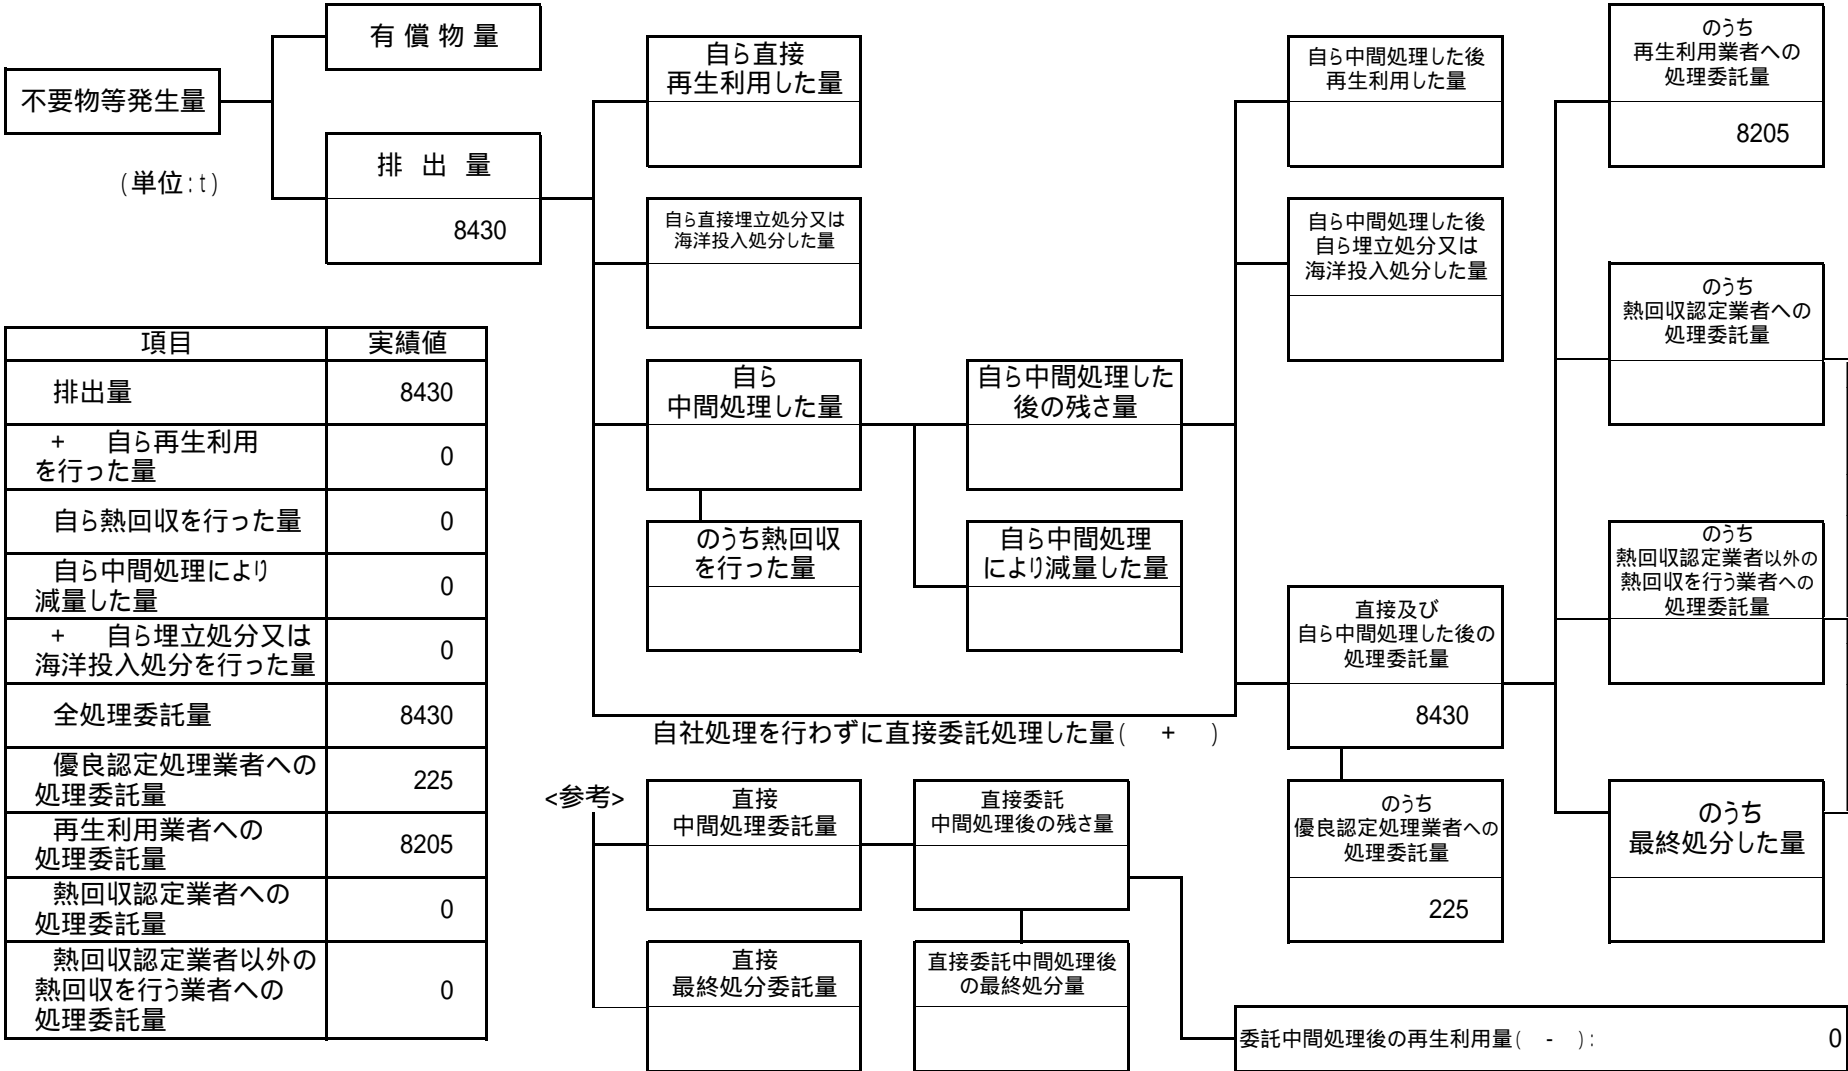 不要物等発生量
(単位:t)
有 償 物 量
排 出 量
8430
自ら直接
再生利用した量
自ら直接埋立処分又は
海洋投入処分した量
自ら
中間処理した量
のうち熱回収
を行った量
自ら中間処理した
後の残さ量
自ら中間処理
により減量した量
自ら中間処理した後
再生利用した量
自ら中間処理した後
自ら埋立処分又は
海洋投入処分した量
直接及び
自ら中間処理した後の
処理委託量
8430
のうち
優良認定処理業者への
処理委託量
225
のうち
再生利用業者への
処理委託量
8205
のうち
熱回収認定業者への
処理委託量
のうち
熱回収認定業者以外の
熱回収を行う業者への
処理委託量
のうち
最終処分した量
自社処理を行わずに直接委託処理した量( + )
項目 実績値
排出量 8430
+ 自ら再生利用
を行った量 0
自ら熱回収を行った量 0
自ら中間処理により
減量した量 0
+ 自ら埋立処分又は
海洋投入処分を行った量 0
全処理委託量 8430
優良認定処理業者への
処理委託量 225
再生利用業者への
処理委託量 8205
熱回収認定業者への
処理委託量 0
熱回収認定業者以外の
熱回収を行う業者への
処理委託量 0
<参考>
直接
中間処理委託量
直接委託
中間処理後の残さ量
直接
最終処分委託量
直接委託中間処理後
の最終処分量
委託中間処理後の再生利用量( - ): 0